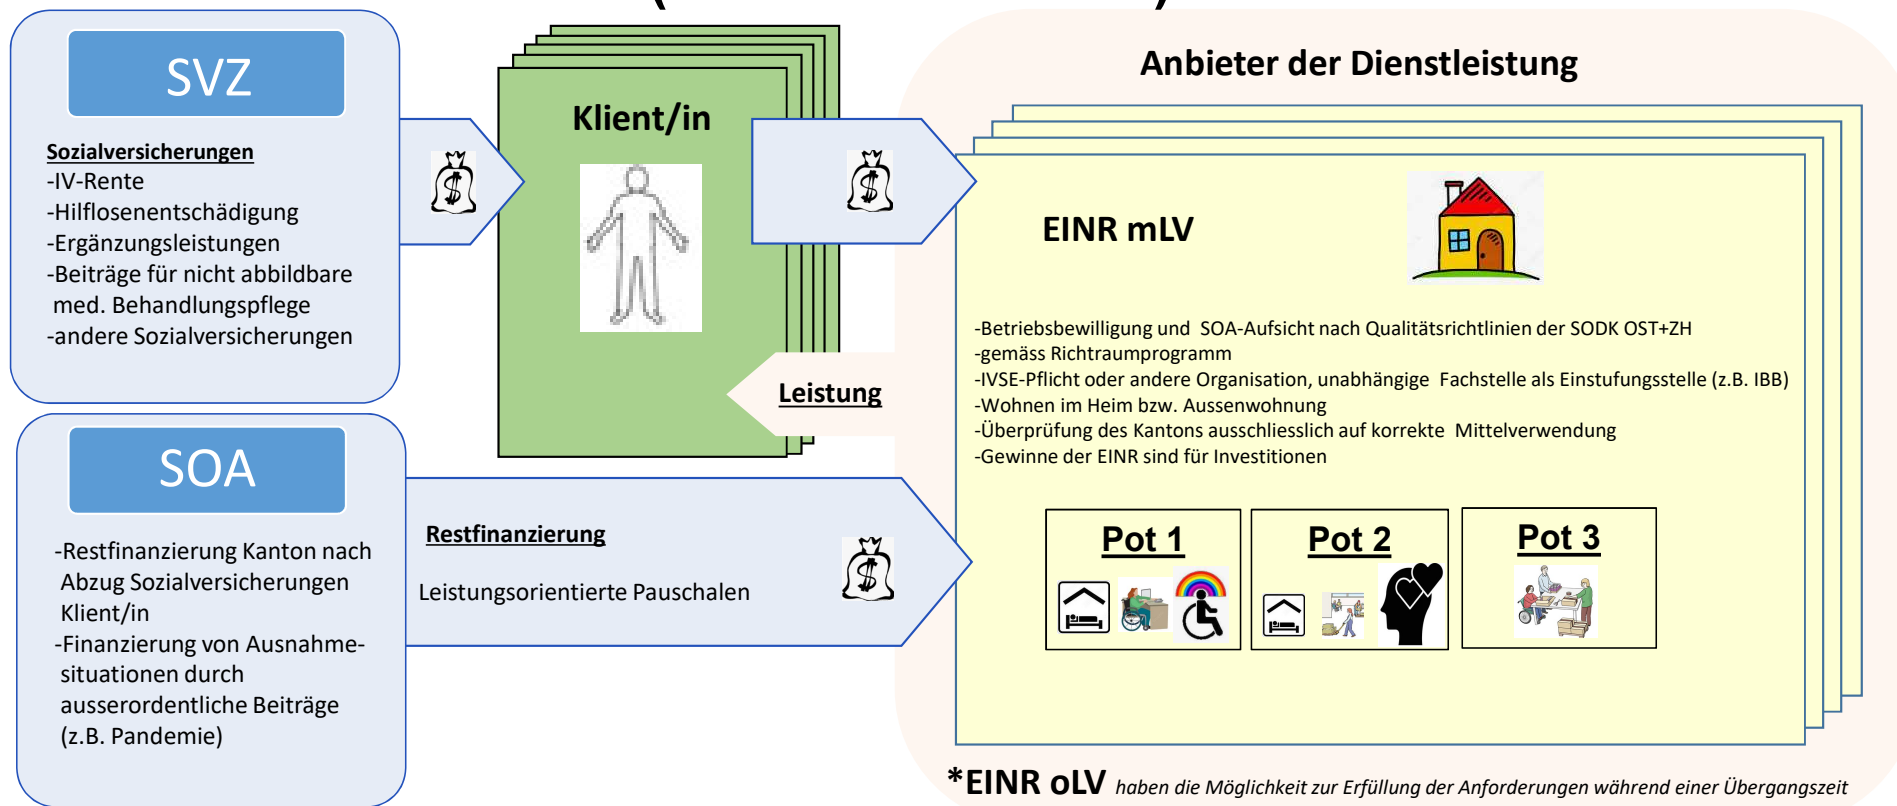 SVZ
Sozialversicherungen
-IV-Rente
-Hilflosenentschädigung
-Ergänzungsleistungen
-Beiträge für nicht abbildbare
med. Behandlungspflege
-andere Sozialversicherungen
SOA
-Restfinanzierung Kanton nach
Abzug Sozialversicherungen
Klient/in
-Finanzierung von Ausnahme-
situationen durch
ausserordentliche Beiträge
(z.B. Pandemie)
Klient/in
Leistung
Restfinanzierung
Leistungsorientierte Pauschalen
Anbieter der Dienstleistung
EINR mLV
-Betriebsbewilligung und SOA-Aufsicht nach Qualitätsrichtlinien der SODK OST+ZH
-gemäss Richtraumprogramm
-IVSE-Pflicht oder andere Organisation, unabhängige Fachstelle als Einstufungsstelle (z.B. IBB)
-Wohnen im Heim bzw. Aussenwohnung
-Überprüfung des Kantons ausschliesslich auf korrekte Mittelverwendung
-Gewinne der EINR sind für Investitionen
Pot 1
Pot 2
Pot 3
*EINR oLV haben die Möglichkeit zur Erfüllung der Anforderungen während einer Übergangszeit